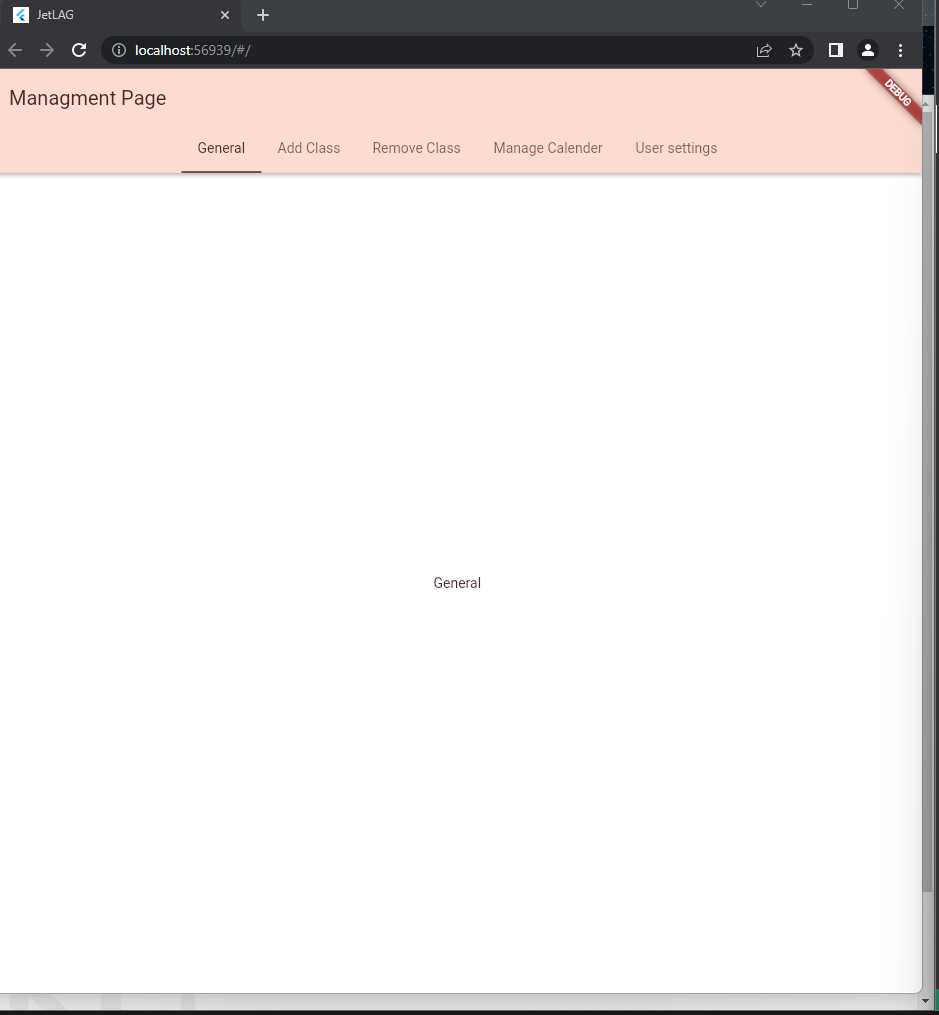 JetLAG
localhost:56939/#/
Managment Page
DEBUG
General
Add Class
Remove Class
Manage Calender
User settings
General